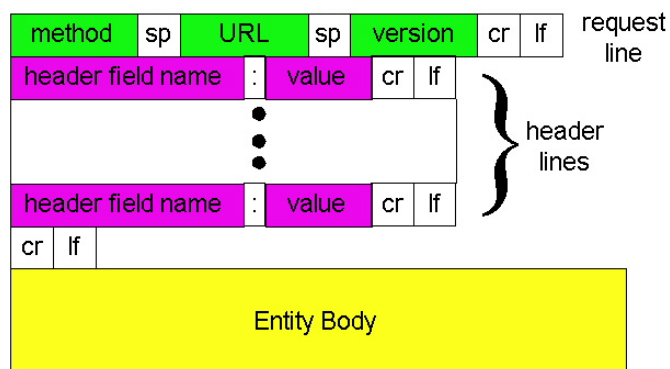 method sp URL sp version cr lf request line
header field name : value cr lf
header lines
header field name : value cr lf
cr lf
Entity Body